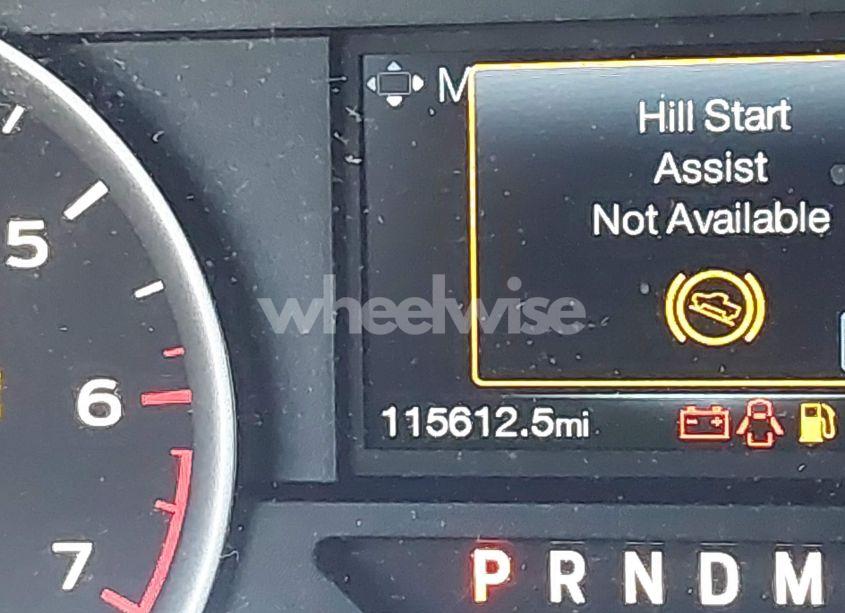 M
Hill Start
Assist
Not Available
5
wheelwise
6
115612.5mi
7
P R N D M